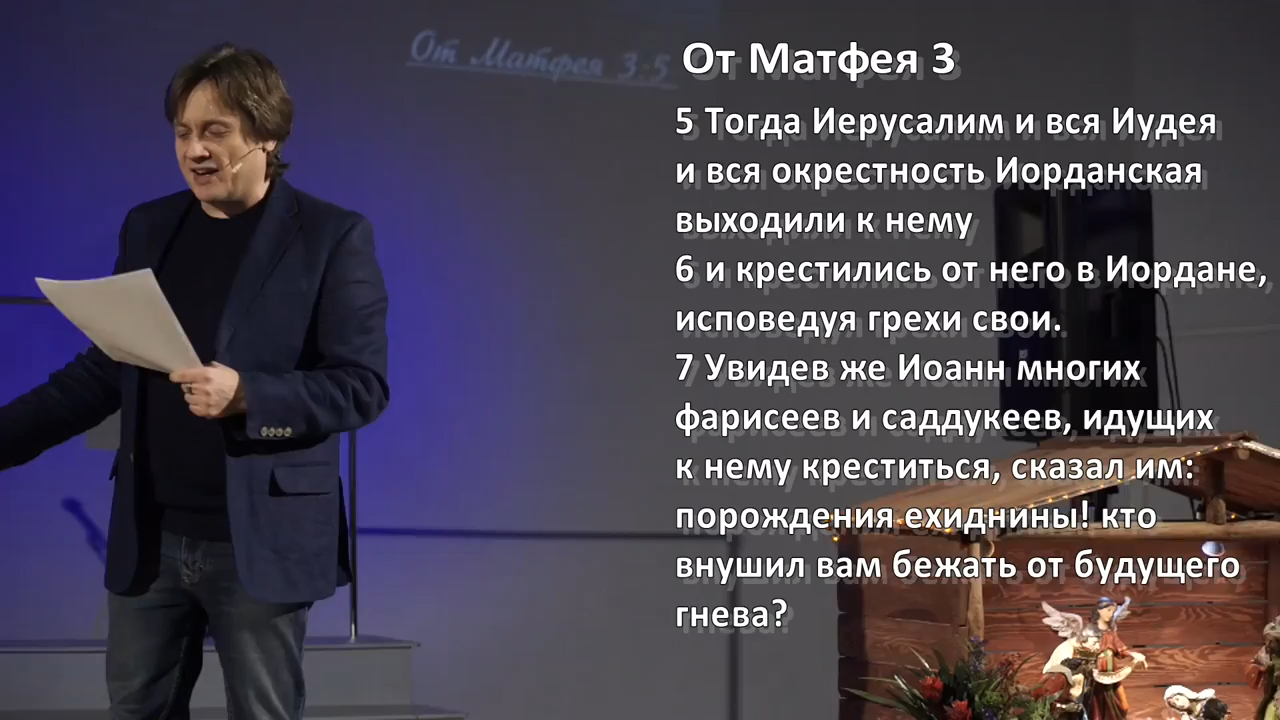 От Матфея 3:5
От Матфея 3
5 Тогда Иерусалим и вся Иудея
и вся окрестность Иорданская
выходили к нему
6 и крестились от него в Иордане,
исповедуя грехи свои.
7 Увидев же Иоанн многих
фарисеев и саддукеев, идущих
к нему креститься, сказал им:
порождения ехиднины! кто
внушил вам бежать от будущего
гнева?